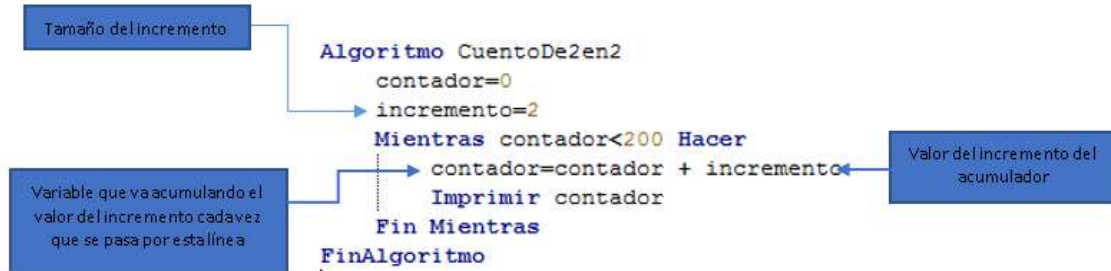 Tamaño del incremento
Algoritmo CuentoDe2en2
contador=0
incremento=2
Mientras contador<200 Hacer
contador=contador + incremento
Imprimir contador
Fin Mientras
FinAlgoritmo
Variable que va acumulando el
valor del incremento cada vez
que se pasa por esta línea
Valor del incremento del
acumulador